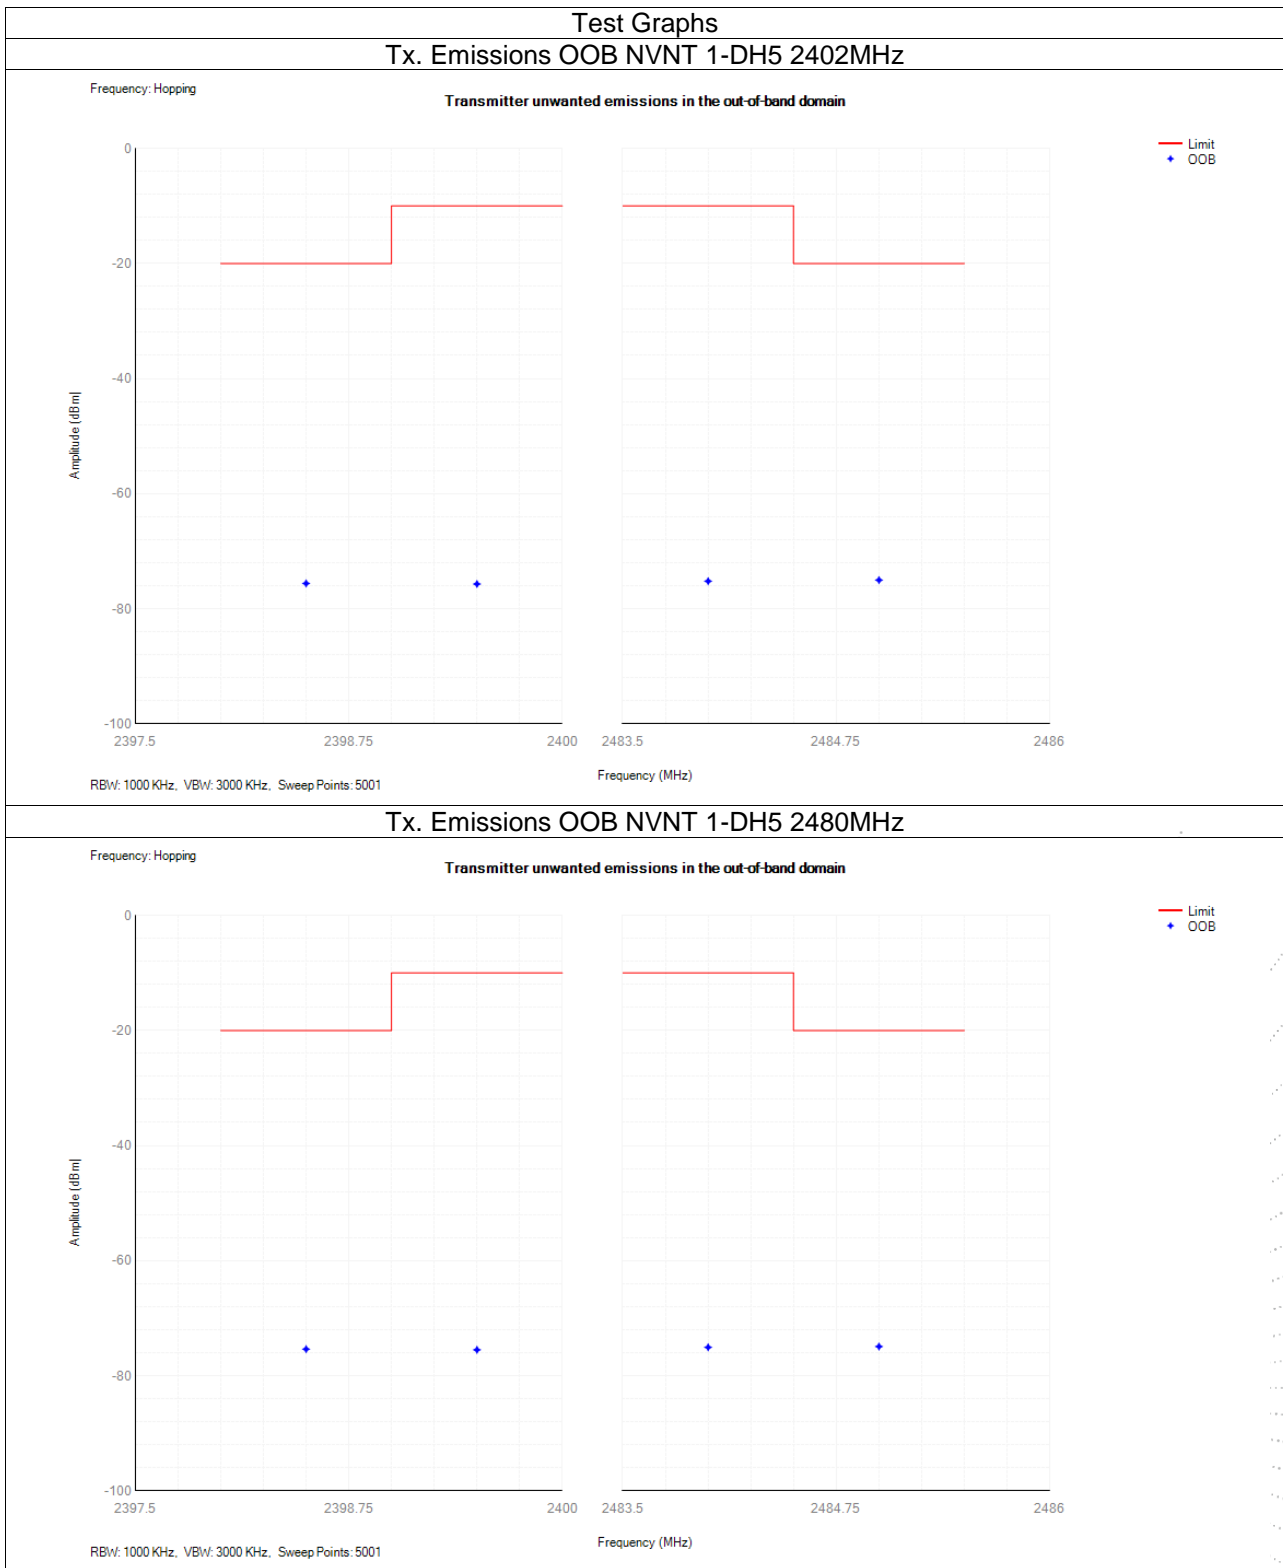 Test Graphs
Tx. Emissions OOB NVNT 1-DH5 2402MHz
Frequency: Hopping
Transmitter unwanted emissions in the out-of-band domain
Limit
OOB
0
-20
-40
-60
-80
-100
Amplitude (dBm)
2397.5 2398.75 2400 2483.5 2484.75 2486
Frequency (MHz)
RBW: 1000 KHz, VBW: 3000 KHz, Sweep Points: 5001
Tx. Emissions OOB NVNT 1-DH5 2480MHz
Frequency: Hopping
Transmitter unwanted emissions in the out-of-band domain
Limit
OOB
0
-20
-40
-60
-80
-100
Amplitude (dBm)
2397.5 2398.75 2400 2483.5 2484.75 2486
Frequency (MHz)
RBW: 1000 KHz, VBW: 3000 KHz, Sweep Points: 5001